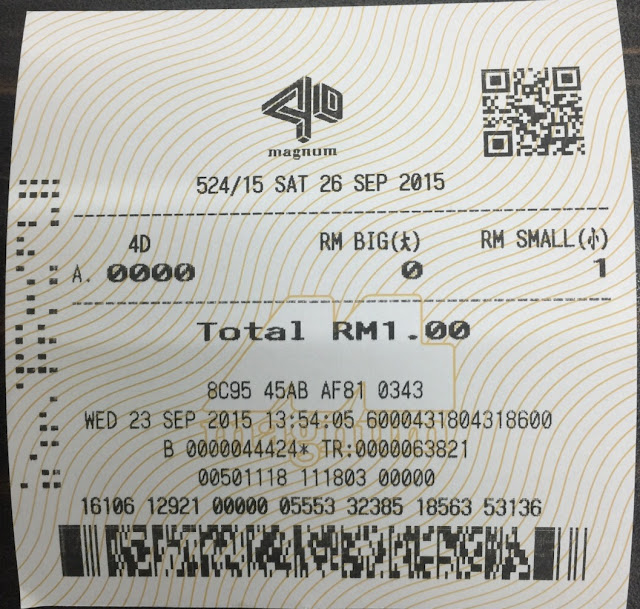 4D
magnum
524/15 SAT 26 SEP 2015
4D RM BIG(大) RM SMALL(小)
A. 0000 0 1
Total RM1.00
8C95 45AB AF81 0343
WED 23 SEP 2015 13:54:05 6000431804318600
B 0000044424* TR:0000063821
00501118 111803 00000
16106 12921 00000 05553 32385 18563 53136